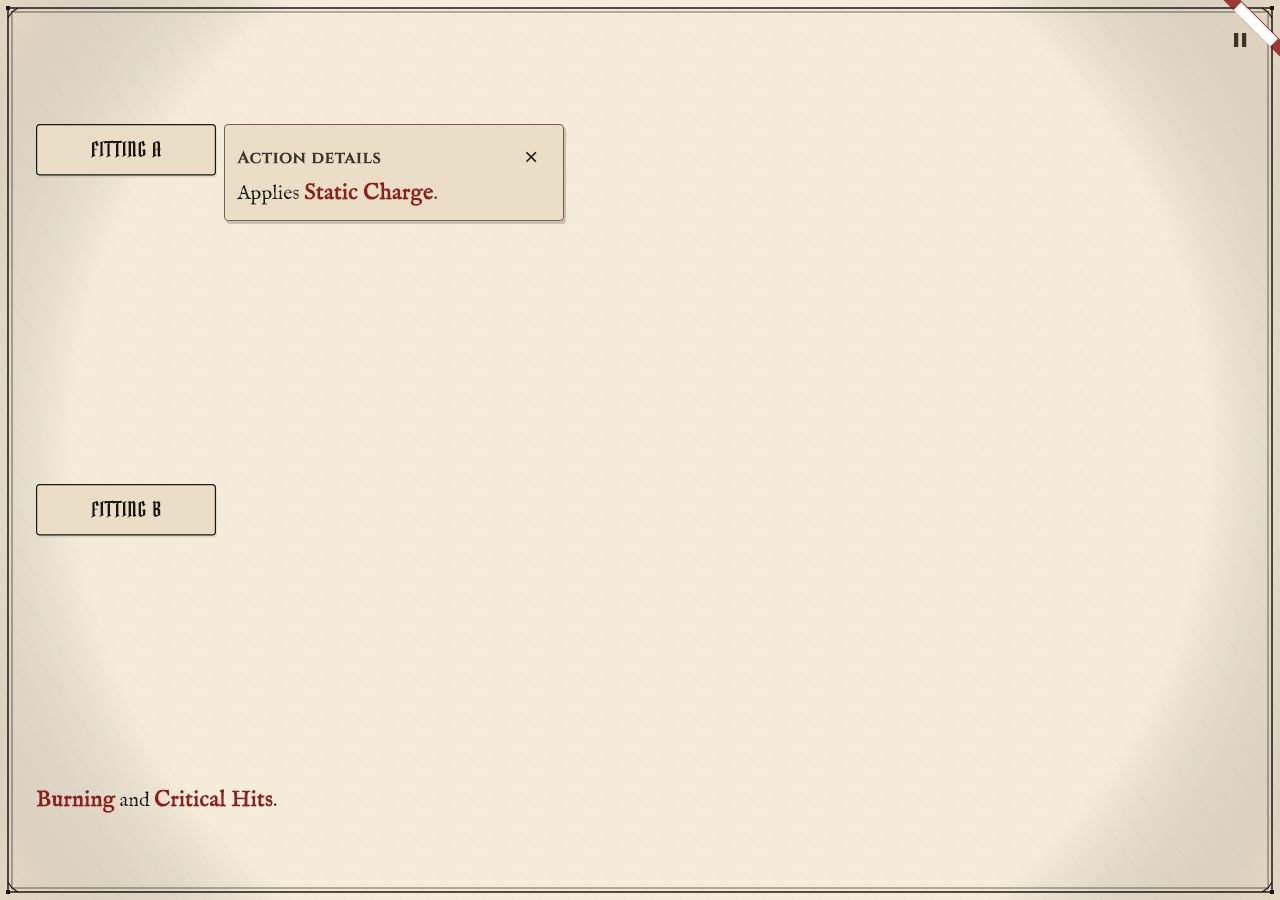 FITTING A
Action details
Applies Static Charge.
FITTING B
Burning and Critical Hits.